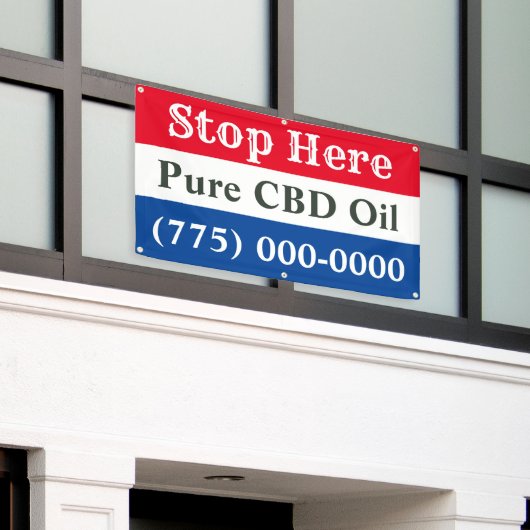 Stop Here
Pure CBD Oil
(775) 000-0000